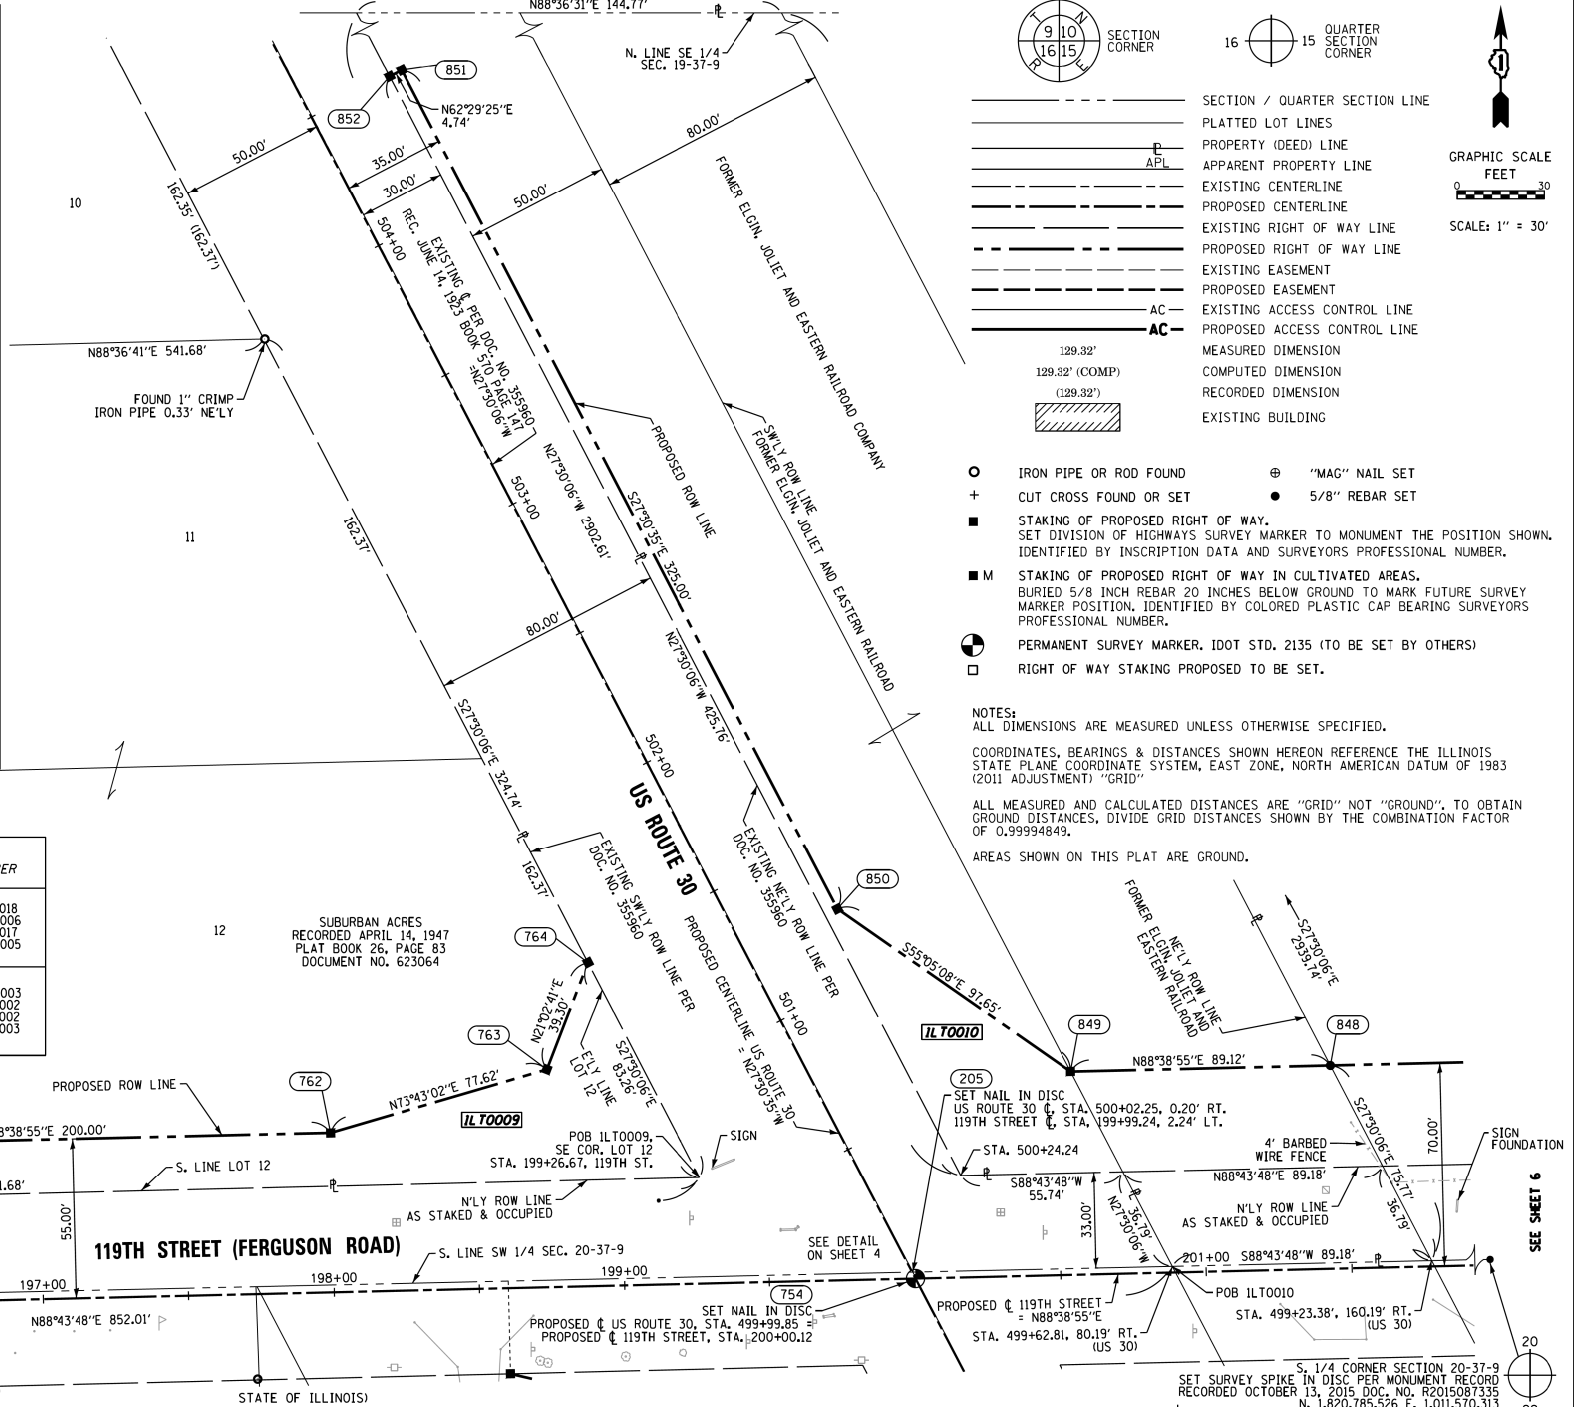 N88°36'31"E 144.77'
N. LINE SE 1/4
SEC. 19-37-9
851
852
N62°29'25"E
4.74'
50.00'
35.00'
30.00'
80.00'
50.00'
10
162.35' (162.37')
504+00
EXISTING ℄ PER DOC. NO. 355960
REC. JUNE 14, 1923 BOOK 570 PAGE 147
=N27°30'06"W
FORMER ELGIN, JOLIET AND EASTERN RAILROAD COMPANY
N88°36'41"E 541.68'
FOUND 1" CRIMP
IRON PIPE 0.33' NE'LY
PROPOSED ROW LINE
SW'LY ROW LINE
FORMER ELGIN, JOLIET AND EASTERN RAILROAD
N27°30'06"W 2902.61'
S27°30'35"E 325.00'
503+00
11
162.37'
80.00'
N27°30'06"W 425.76'
S27°30'06"E 324.74'
502+00
US ROUTE 30
162.37'
EXISTING SW'LY ROW LINE PER
DOC. NO. 355960
EXISTING NE'LY ROW LINE PER
DOC. NO. 355960
850
PROPOSED CENTERLINE US ROUTE 30
= N27°30'35"W
501+00
S55°05'08"E 97.65'
PER
018
006
017
005
003
002
002
003
12
SUBURBAN ACRES
RECORDED APRIL 14, 1947
PLAT BOOK 26, PAGE 83
DOCUMENT NO. 623064
764
N21°02'41"E
39.30'
763
E'LY LINE
LOT 12
S27°30'06"E
83.26'
762
PROPOSED ROW LINE
N73°43'02"E 77.62'
1LT0009
8°38'55"E 200.00'
POB 1LT0009,
SE COR. LOT 12
STA. 199+26.67, 119TH ST.
SIGN
S. LINE LOT 12
1.68'
N'LY ROW LINE
AS STAKED & OCCUPIED
55.00'
119TH STREET (FERGUSON ROAD)
S. LINE SW 1/4 SEC. 20-37-9
197+00
198+00
199+00
N88°43'48"E 852.01'
SEE DETAIL
ON SHEET 4
754
SET NAIL IN DISC
PROPOSED ℄ US ROUTE 30, STA. 499+99.85 =
PROPOSED ℄ 119TH STREET, STA. 200+00.12
STATE OF ILLINOIS)
1LT0010
849
848
N88°38'55"E 89.12'
FORMER ELGIN, JOLIET AND
EASTERN RAILROAD
NE'LY ROW LINE
S27°30'06"E
2939.74'
205
SET NAIL IN DISC
US ROUTE 30 ℄, STA. 500+02.25, 0.20' RT.
119TH STREET ℄, STA. 199+99.24, 2.24' LT.
STA. 500+24.24
S88°43'48"W
55.74'
33.00'
36.79'
N27°30'06"W
4' BARBED
WIRE FENCE
N88°43'48"E 89.18'
N'LY ROW LINE
AS STAKED & OCCUPIED
S27°30'06"E 75.77'
36.79'
70.00'
SIGN
FOUNDATION
SEE SHEET 6
201+00
S88°43'48"W 89.18'
POB 1LT0010
PROPOSED ℄ 119TH STREET
= N88°38'55"E
STA. 499+62.81, 80.19' RT.
(US 30)
STA. 499+23.38', 160.19' RT.
(US 30)
S. 1/4 CORNER SECTION 20-37-9
SET SURVEY SPIKE IN DISC PER MONUMENT RECORD
RECORDED OCTOBER 13, 2015 DOC. NO. R2015087335
N. 1,820,785.526 E. 1,011,570.313
20
T N R E
9 10
16 15
SECTION
CORNER
16
15
QUARTER
SECTION
CORNER
1
GRAPHIC SCALE
FEET
0 30
SCALE: 1" = 30'
SECTION / QUARTER SECTION LINE
PLATTED LOT LINES
PROPERTY (DEED) LINE
APL
APPARENT PROPERTY LINE
EXISTING CENTERLINE
PROPOSED CENTERLINE
EXISTING RIGHT OF WAY LINE
PROPOSED RIGHT OF WAY LINE
EXISTING EASEMENT
PROPOSED EASEMENT
AC EXISTING ACCESS CONTROL LINE
AC PROPOSED ACCESS CONTROL LINE
129.32' MEASURED DIMENSION
129.32' (COMP) COMPUTED DIMENSION
(129.32') RECORDED DIMENSION
EXISTING BUILDING
IRON PIPE OR ROD FOUND
"MAG" NAIL SET
CUT CROSS FOUND OR SET
5/8" REBAR SET
STAKING OF PROPOSED RIGHT OF WAY.
SET DIVISION OF HIGHWAYS SURVEY MARKER TO MONUMENT THE POSITION SHOWN.
IDENTIFIED BY INSCRIPTION DATA AND SURVEYORS PROFESSIONAL NUMBER.
M STAKING OF PROPOSED RIGHT OF WAY IN CULTIVATED AREAS.
BURIED 5/8 INCH REBAR 20 INCHES BELOW GROUND TO MARK FUTURE SURVEY
MARKER POSITION. IDENTIFIED BY COLORED PLASTIC CAP BEARING SURVEYORS
PROFESSIONAL NUMBER.
PERMANENT SURVEY MARKER. IDOT STD. 2135 (TO BE SET BY OTHERS)
RIGHT OF WAY STAKING PROPOSED TO BE SET.
NOTES:
ALL DIMENSIONS ARE MEASURED UNLESS OTHERWISE SPECIFIED.
COORDINATES, BEARINGS & DISTANCES SHOWN HEREON REFERENCE THE ILLINOIS
STATE PLANE COORDINATE SYSTEM, EAST ZONE, NORTH AMERICAN DATUM OF 1983
(2011 ADJUSTMENT) "GRID"
ALL MEASURED AND CALCULATED DISTANCES ARE "GRID" NOT "GROUND". TO OBTAIN
GROUND DISTANCES, DIVIDE GRID DISTANCES SHOWN BY THE COMBINATION FACTOR
OF 0.99994849.
AREAS SHOWN ON THIS PLAT ARE GROUND.